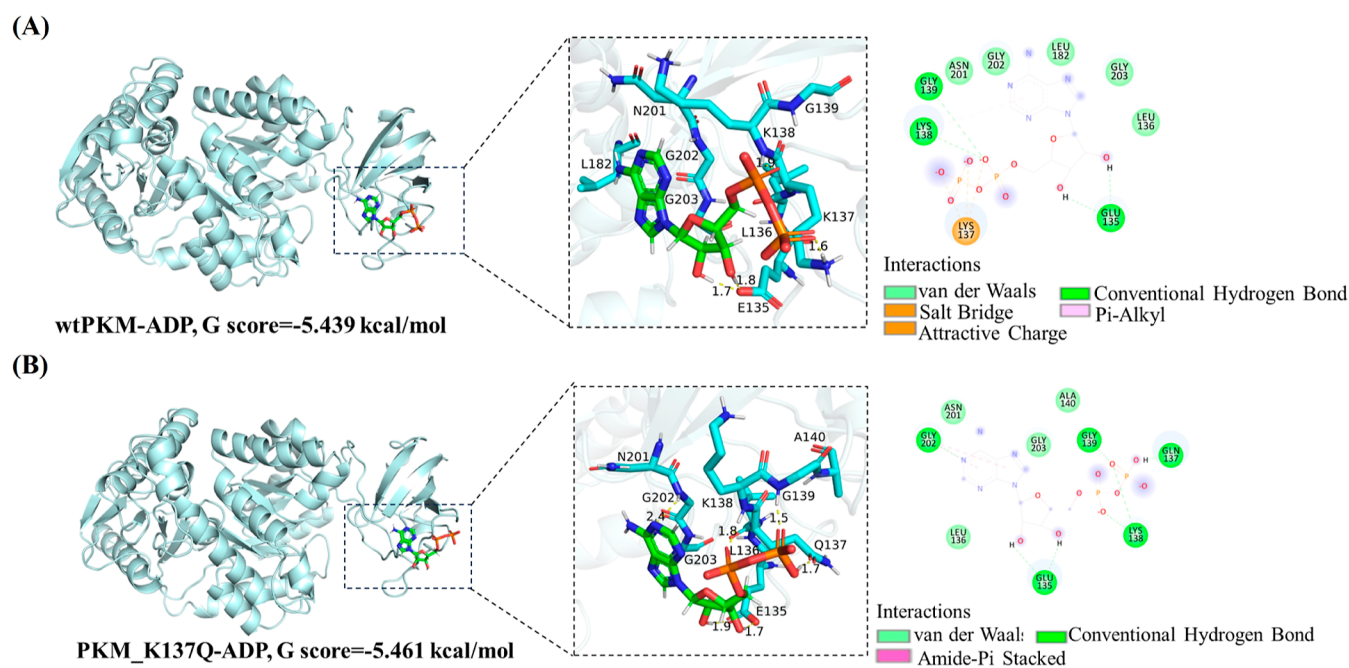 (A)
N201
G139
K138
L182
G202
1.9
G203
K137
L136
1.6
1.8
1.7
E135
wtPKM-ADP, G score=-5.439 kcal/mol
GLY
202
LEU
182
ASN
201
GLY
203
GLY
139
LEU
136
LYS
138
GLU
135
LYS
137
N
N
N
N
N
O
O
O
P
P
-O
O
O
O
O
O
H
H
Interactions
van der Waals
Conventional Hydrogen Bond
Salt Bridge
Pi-Alkyl
Attractive Charge
(B)
A140
N201
G202
K138
G139
2.4
1.5
1.8
L136
Q137
G203
1.7
E135
1.9
1.7
PKM_K137Q-ADP, G score=-5.461 kcal/mol
ALA
140
ASN
201
GLY
202
GLY
203
GLY
139
GLN
137
LEU
136
LYS
138
GLU
135
N
N
N
N
N
O
O
O
H
H
O
P
O
O
P
O H
-O
-O
Interactions
van der Waals
Conventional Hydrogen Bond
Amide-Pi Stacked